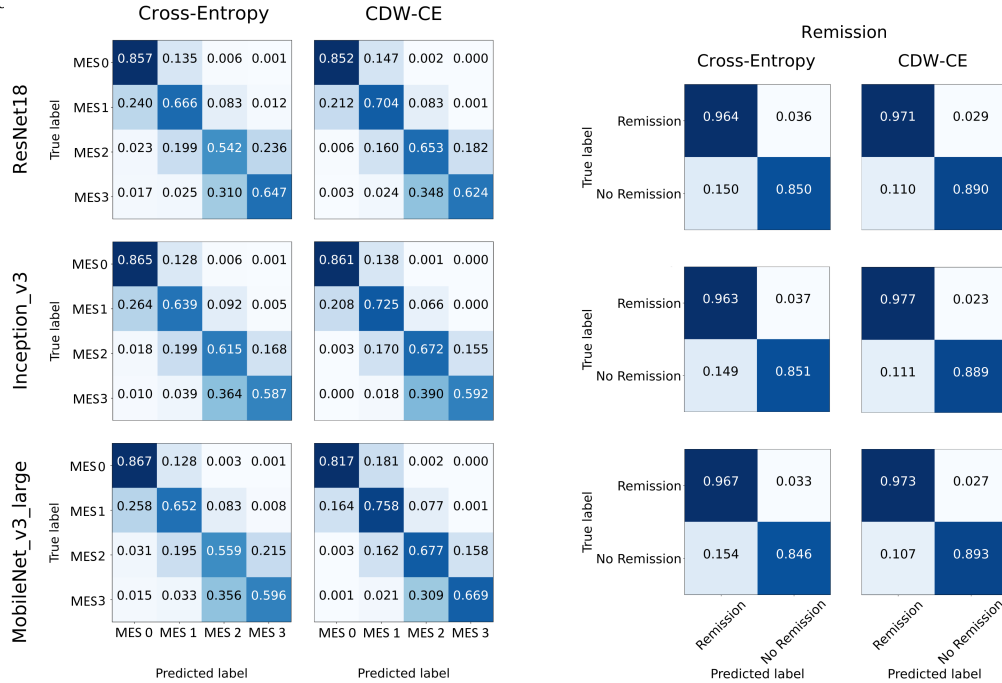 Cross-Entropy CDW-CE
ResNet18
True label
MES0 0.857 0.135 0.006 0.001 0.852 0.147 0.002 0.000
MES1 0.240 0.666 0.083 0.012 0.212 0.704 0.083 0.001
MES2 0.023 0.199 0.542 0.236 0.006 0.160 0.653 0.182
MES3 0.017 0.025 0.310 0.647 0.003 0.024 0.348 0.624
Inception_v3
True label
MES0 0.865 0.128 0.006 0.001 0.861 0.138 0.001 0.000
MES1 0.264 0.639 0.092 0.005 0.208 0.725 0.066 0.000
MES2 0.018 0.199 0.615 0.168 0.003 0.170 0.672 0.155
MES3 0.010 0.039 0.364 0.587 0.000 0.018 0.390 0.592
MobileNet_v3_large
True label
MES0 0.867 0.128 0.003 0.001 0.817 0.181 0.002 0.000
MES1 0.258 0.652 0.083 0.008 0.164 0.758 0.077 0.001
MES2 0.031 0.195 0.559 0.215 0.003 0.162 0.677 0.158
MES3 0.015 0.033 0.356 0.596 0.001 0.021 0.309 0.669
MES 0 MES 1 MES 2 MES 3 MES 0 MES 1 MES 2 MES 3
Predicted label Predicted label
Remission
Cross-Entropy CDW-CE
True label
Remission 0.964 0.036 0.971 0.029
No Remission 0.150 0.850 0.110 0.890
True label
Remission 0.963 0.037 0.977 0.023
No Remission 0.149 0.851 0.111 0.889
True label
Remission 0.967 0.033 0.973 0.027
No Remission 0.154 0.846 0.107 0.893
Remission No Remission Remission No Remission
Predicted label Predicted label